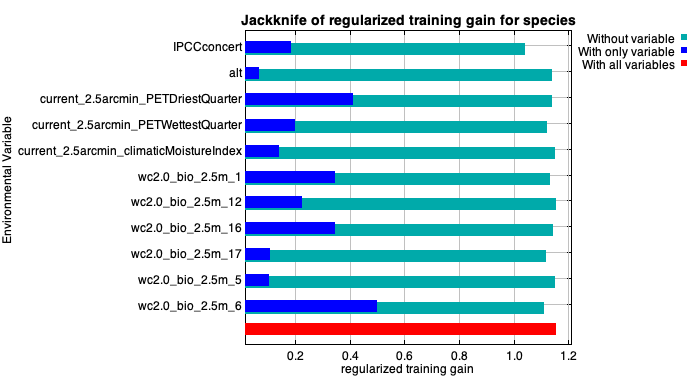 Jackknife of regularized training gain for species
Without variable
With only variable
With all variables
Environmental Variable
IPCCconcert
alt
current_2.5arcmin_PETDriestQuarter
current_2.5arcmin_PETWettestQuarter
current_2.5arcmin_climaticMoistureIndex
wc2.0_bio_2.5m_1
wc2.0_bio_2.5m_12
wc2.0_bio_2.5m_16
wc2.0_bio_2.5m_17
wc2.0_bio_2.5m_5
wc2.0_bio_2.5m_6
0.2 0.4 0.6 0.8 1.0 1.2
regularized training gain